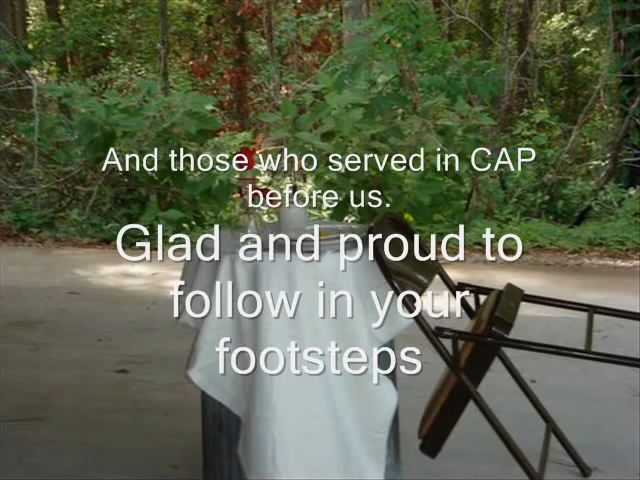 And those who served in CAP
before us.
Glad and proud to
follow in your
footsteps